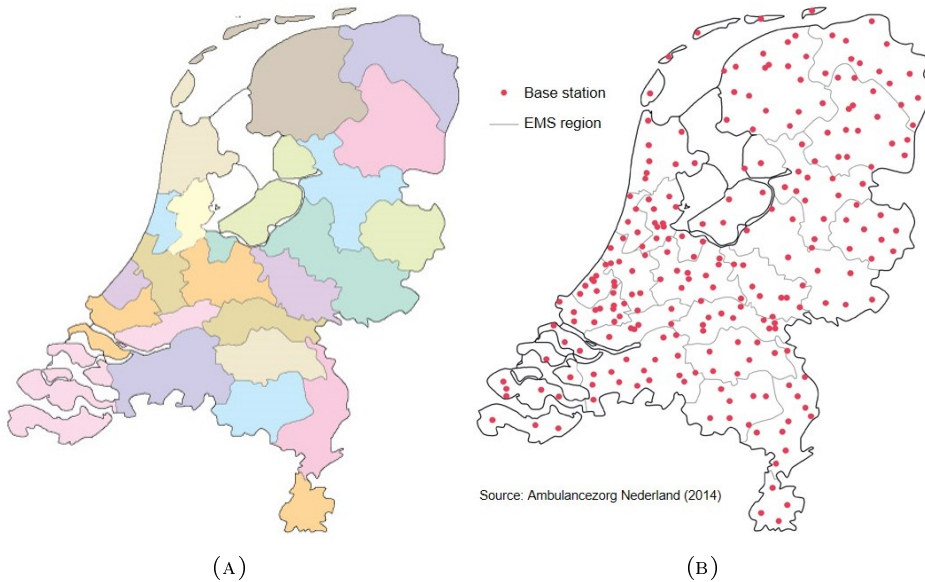 Base station
EMS region
Source: Ambulancezorg Nederland (2014)
(A)
(B)